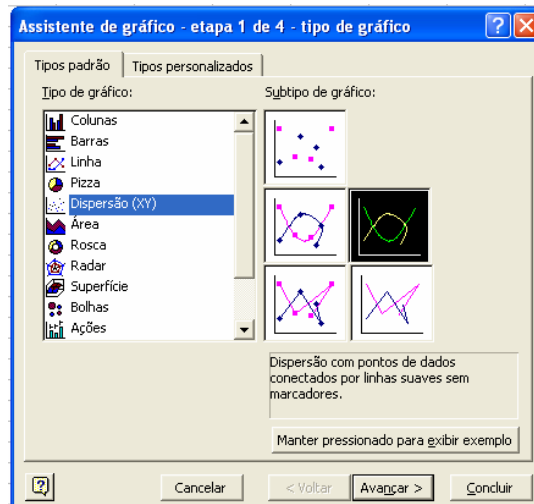 Assistente de gráfico - etapa 1 de 4 - tipo de gráfico
Tipos padrão
Tipos personalizados
Tipo de gráfico:
Subtipo de gráfico:
Colunas
Barras
Linha
Pizza
Dispersão (XY)
Área
Rosca
Radar
Superfície
Bolhas
Ações
Dispersão com pontos de dados
conectados por linhas suaves sem
marcadores.
Manter pressionado para exibir exemplo
Cancelar
< Voltar
Avançar >
Concluir